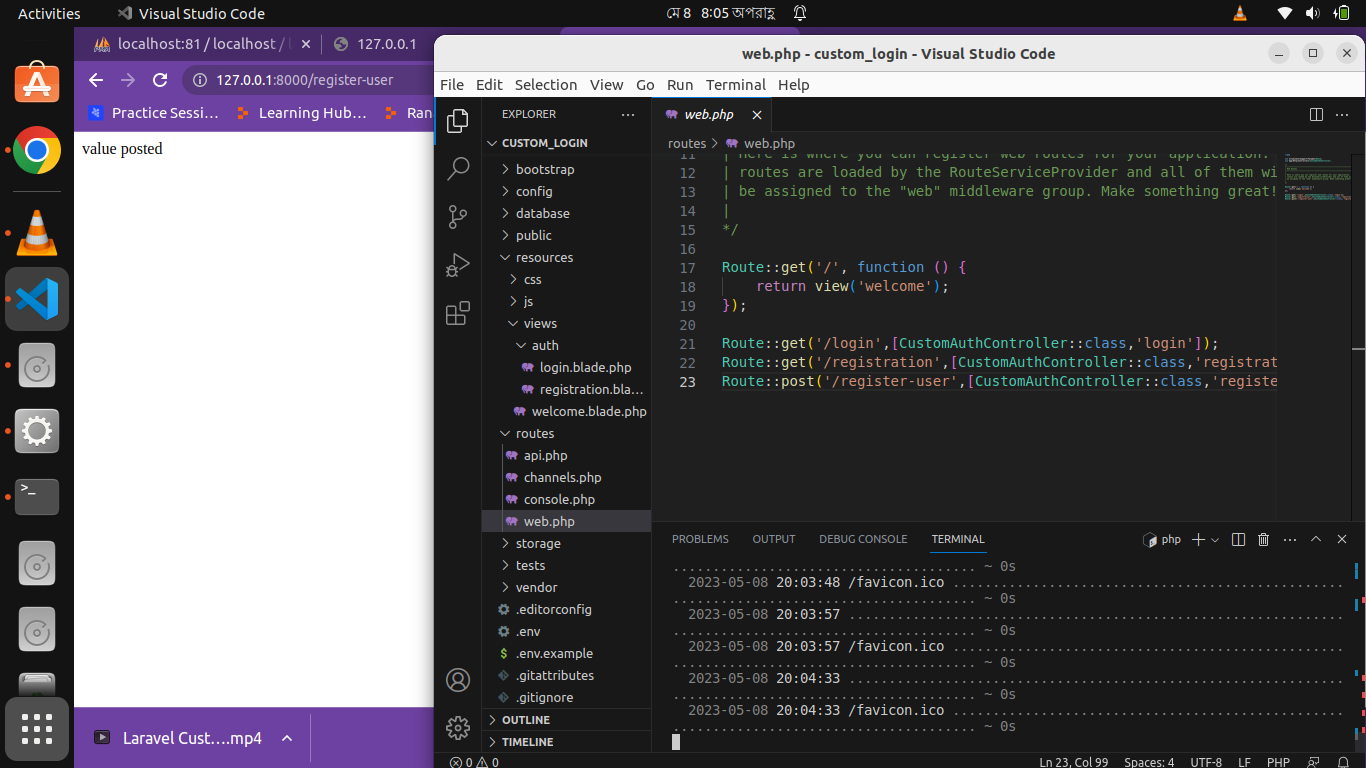 Activities
Visual Studio Code
মে 8 8:05 অপরাহ্ণ
localhost:81 / localhost /
127.0.0.1
127.0.0.1:8000/register-user
Practice Sessi...
Learning Hub...
Ran
value posted
Laravel Cust....mp4
web.php - custom_login - Visual Studio Code
File Edit Selection View Go Run Terminal Help
EXPLORER
CUSTOM_LOGIN
bootstrap
config
database
public
resources
css
js
views
auth
login.blade.php
registration.bla...
welcome.blade.php
routes
api.php
channels.php
console.php
web.php
storage
tests
vendor
.editorconfig
.env
.env.example
.gitattributes
.gitignore
OUTLINE
TIMELINE
web.php
routes > web.php
11 | Here is where you can register web routes for your application.
12 | routes are loaded by the RouteServiceProvider and all of them wi
13 | be assigned to the "web" middleware group. Make something great!
14 |
15 */
16
17 Route::get('/', function () {
18 return view('welcome');
19 });
20
21 Route::get('/login',[CustomAuthController::class,'login']);
22 Route::get('/registration',[CustomAuthController::class,'registrat
23 Route::post('/register-user',[CustomAuthController::class,'registe
PROBLEMS OUTPUT DEBUG CONSOLE TERMINAL
php
.................................... ~ 0s
2023-05-08 20:03:48 /favicon.ico ...............................................
.................................... ~ 0s
2023-05-08 20:03:57 ...........................................................
.................................... ~ 0s
2023-05-08 20:03:57 /favicon.ico ...............................................
.................................... ~ 0s
2023-05-08 20:04:33 ...........................................................
.................................... ~ 0s
2023-05-08 20:04:33 /favicon.ico ...............................................
.................................... ~ 0s
0 0
Ln 23, Col 99 Spaces: 4 UTF-8 LF PHP